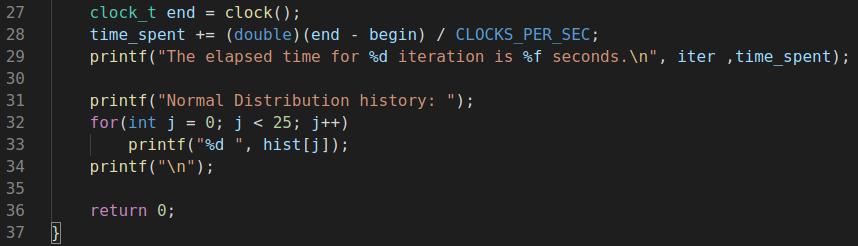 27 clock_t end = clock();
28 time_spent += (double)(end - begin) / CLOCKS_PER_SEC;
29 printf("The elapsed time for %d iteration is %f seconds.\n", iter ,time_spent);
30
31 printf("Normal Distribution history: ");
32 for(int j = 0; j < 25; j++)
33 printf("%d ", hist[j]);
34 printf("\n");
35
36 return 0;
37 }